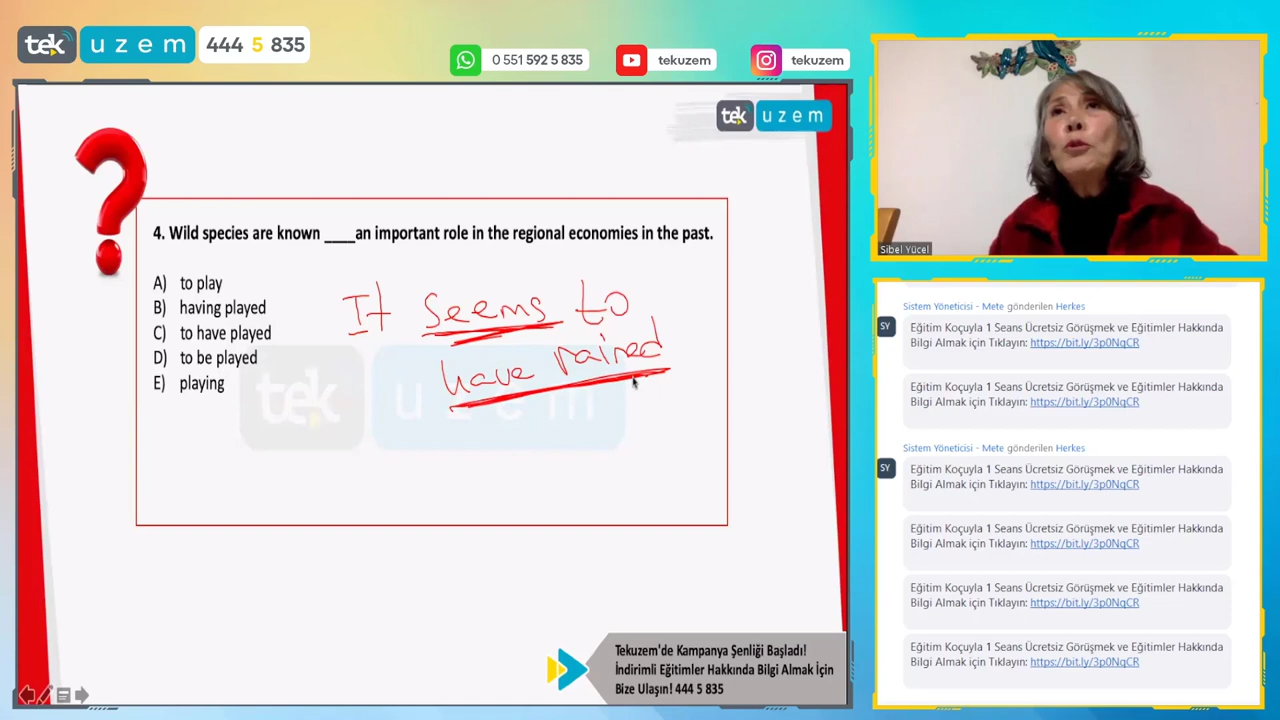 tek uzem 444 5 835
0 551 592 5 835
tekuzem
tekuzem
tek uzem
4. Wild species are known ____an important role in the regional economies in the past.
A) to play
B) having played
C) to have played
D) to be played
E) playing
It seems to
have rained
tek uzem
Tekuzem'de Kampanya Şenliği Başladı!
İndirimli Eğitimler Hakkında Bilgi Almak İçin
Bize Ulaşın! 444 5 835
Sibel Yücel
Sistem Yöneticisi - Mete gönderilen Herkes
SY
Eğitim Koçuyla 1 Seans Ücretsiz Görüşmek ve Eğitimler Hakkında
Bilgi Almak için Tıklayın: https://bit.ly/3p0NqCR
Eğitim Koçuyla 1 Seans Ücretsiz Görüşmek ve Eğitimler Hakkında
Bilgi Almak için Tıklayın: https://bit.ly/3p0NqCR
Sistem Yöneticisi - Mete gönderilen Herkes
SY
Eğitim Koçuyla 1 Seans Ücretsiz Görüşmek ve Eğitimler Hakkında
Bilgi Almak için Tıklayın: https://bit.ly/3p0NqCR
Eğitim Koçuyla 1 Seans Ücretsiz Görüşmek ve Eğitimler Hakkında
Bilgi Almak için Tıklayın: https://bit.ly/3p0NqCR
Eğitim Koçuyla 1 Seans Ücretsiz Görüşmek ve Eğitimler Hakkında
Bilgi Almak için Tıklayın: https://bit.ly/3p0NqCR
Eğitim Koçuyla 1 Seans Ücretsiz Görüşmek ve Eğitimler Hakkında
Bilgi Almak için Tıklayın: https://bit.ly/3p0NqCR